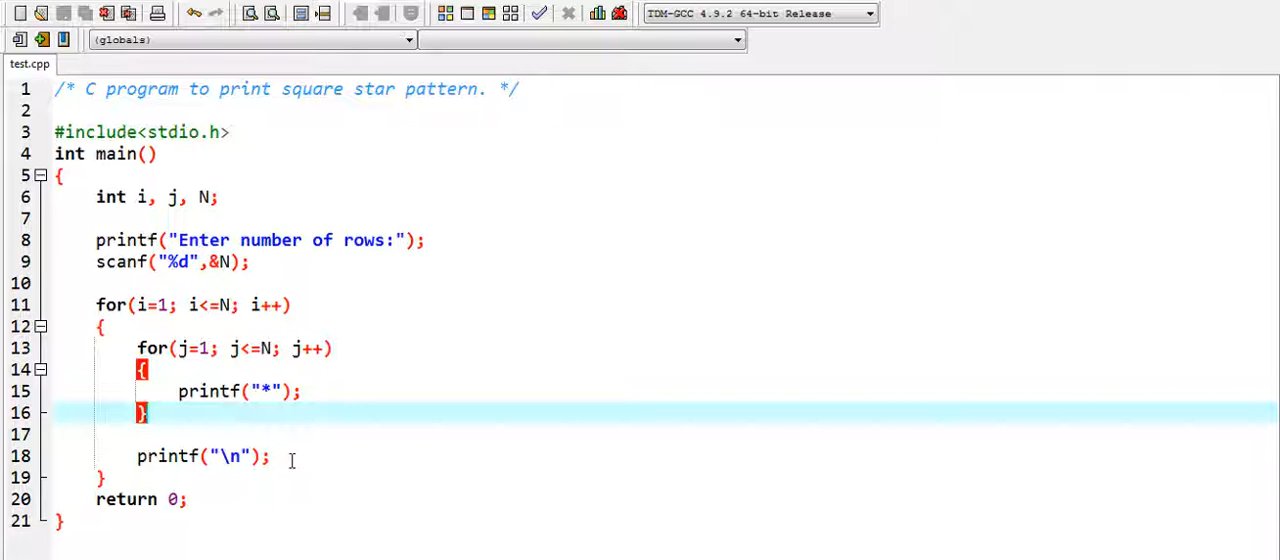 TDM-GCC 4.9.2 64-bit Release
(globals)
test.cpp
1 /* C program to print square star pattern. */
2
3 #include<stdio.h>
4 int main()
5 {
6 int i, j, N;
7
8 printf("Enter number of rows:");
9 scanf("%d",&N);
10
11 for(i=1; i<=N; i++)
12 {
13 for(j=1; j<=N; j++)
14 {
15 printf("*");
16 }
17
18 printf("\n");
19 }
20 return 0;
21 }